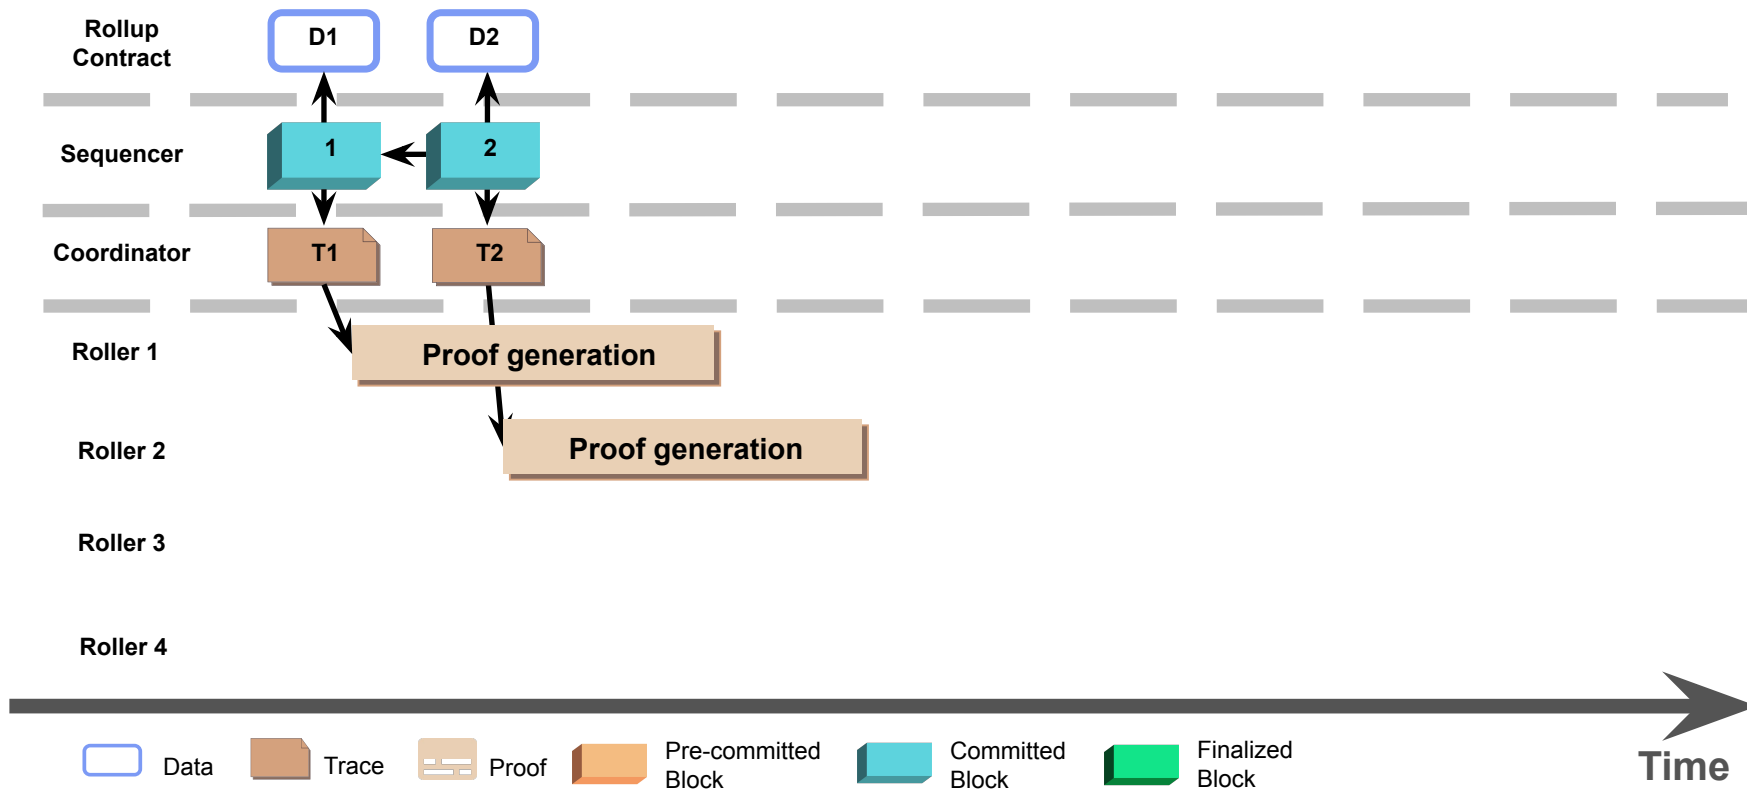 Rollup
Contract
D1
D2
Sequencer
1
2
Coordinator
T1
T2
Roller 1
Proof generation
Roller 2
Proof generation
Roller 3
Roller 4
Data
Trace
Proof
Pre-committed
Block
Committed
Block
Finalized
Block
Time